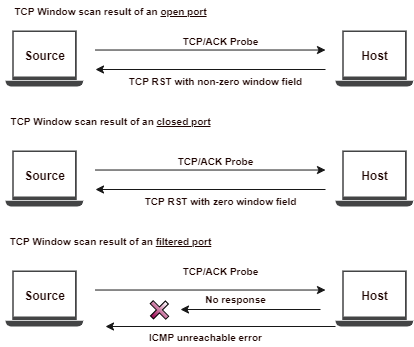 TCP Window scan result of an open port
Source
TCP/ACK Probe
Host
TCP RST with non-zero window field
TCP Window scan result of an closed port
Source
TCP/ACK Probe
Host
TCP RST with zero window field
TCP Window scan result of an filtered port
TCP/ACK Probe
Source
Host
No response
ICMP unreachable error